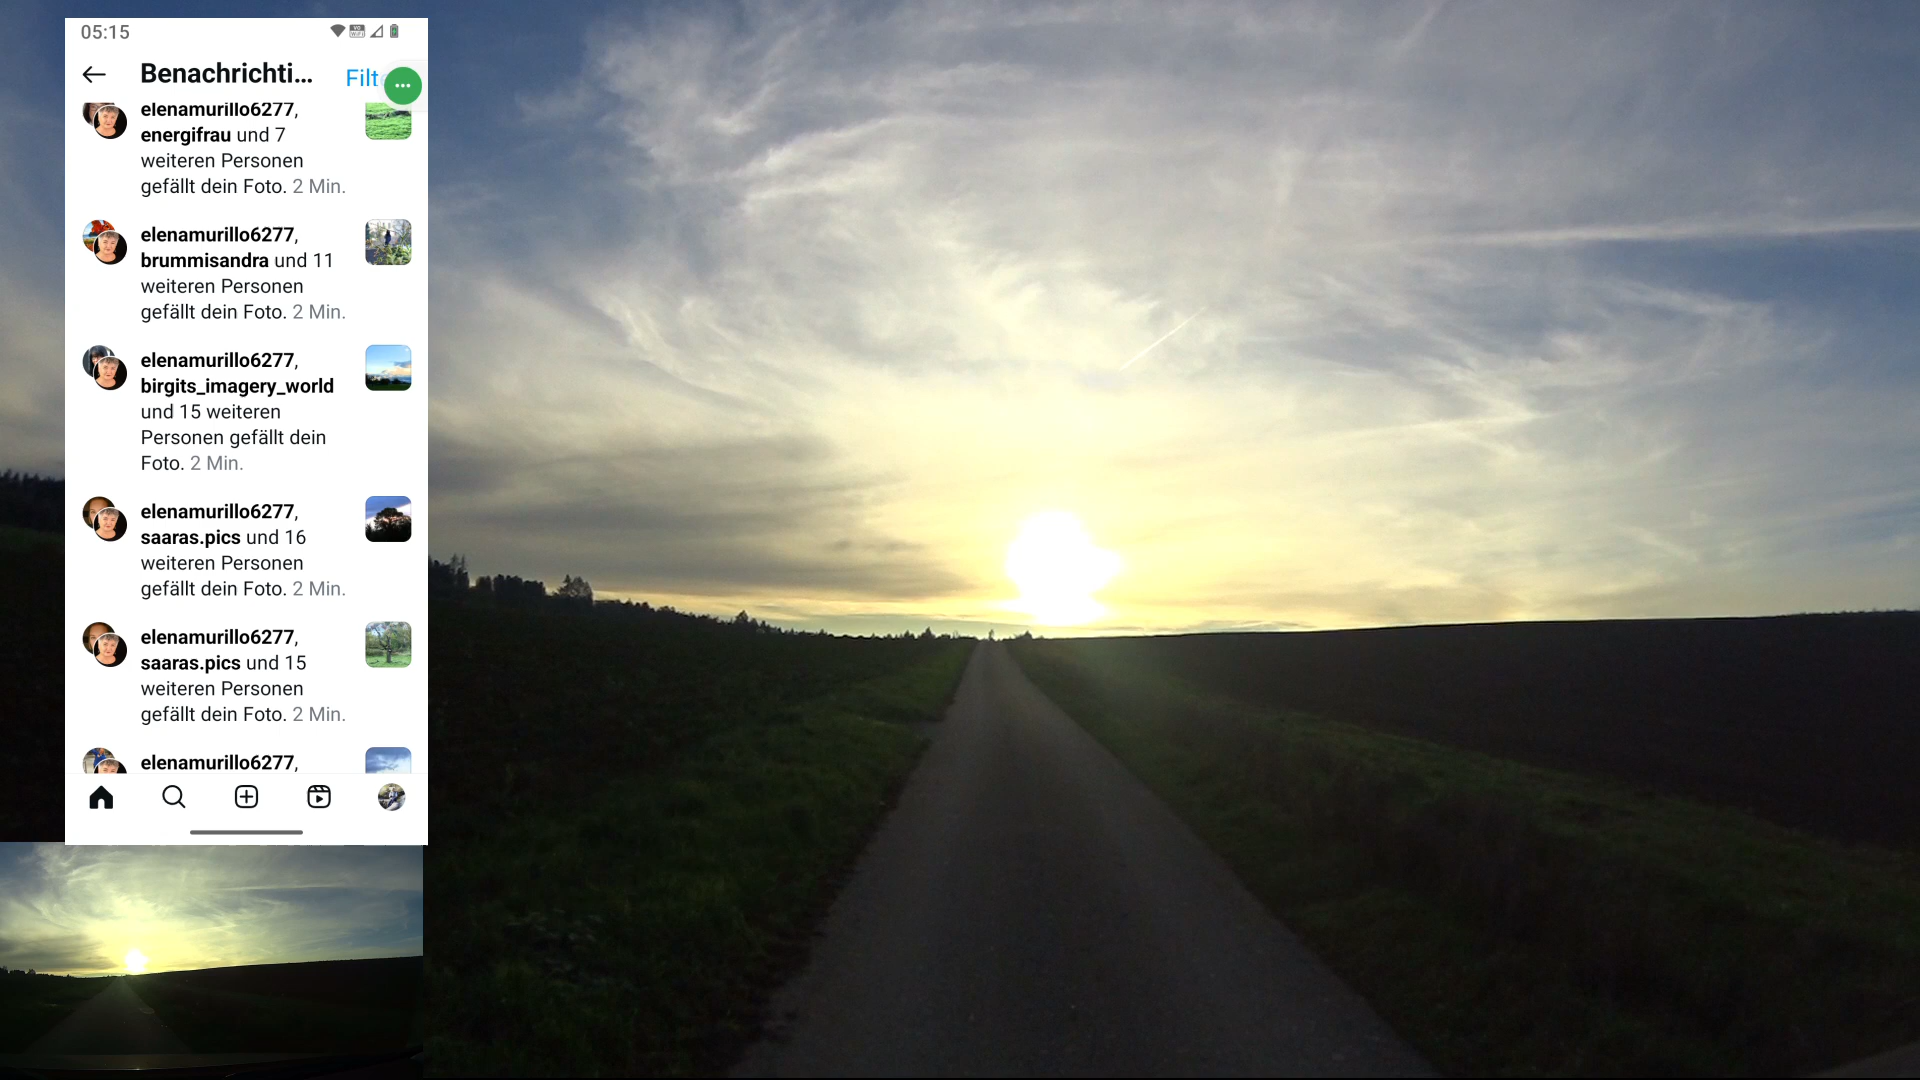 05:15
Benachrichti...
Filt
elenamurillo6277,
energifrau und 7
weiteren Personen
gefällt dein Foto. 2 Min.
elenamurillo6277,
brummisandra und 11
weiteren Personen
gefällt dein Foto. 2 Min.
elenamurillo6277,
birgits_imagery_world
und 15 weiteren
Personen gefällt dein
Foto. 2 Min.
elenamurillo6277,
saaras.pics und 16
weiteren Personen
gefällt dein Foto. 2 Min.
elenamurillo6277,
saaras.pics und 15
weiteren Personen
gefällt dein Foto. 2 Min.
elenamurillo6277,